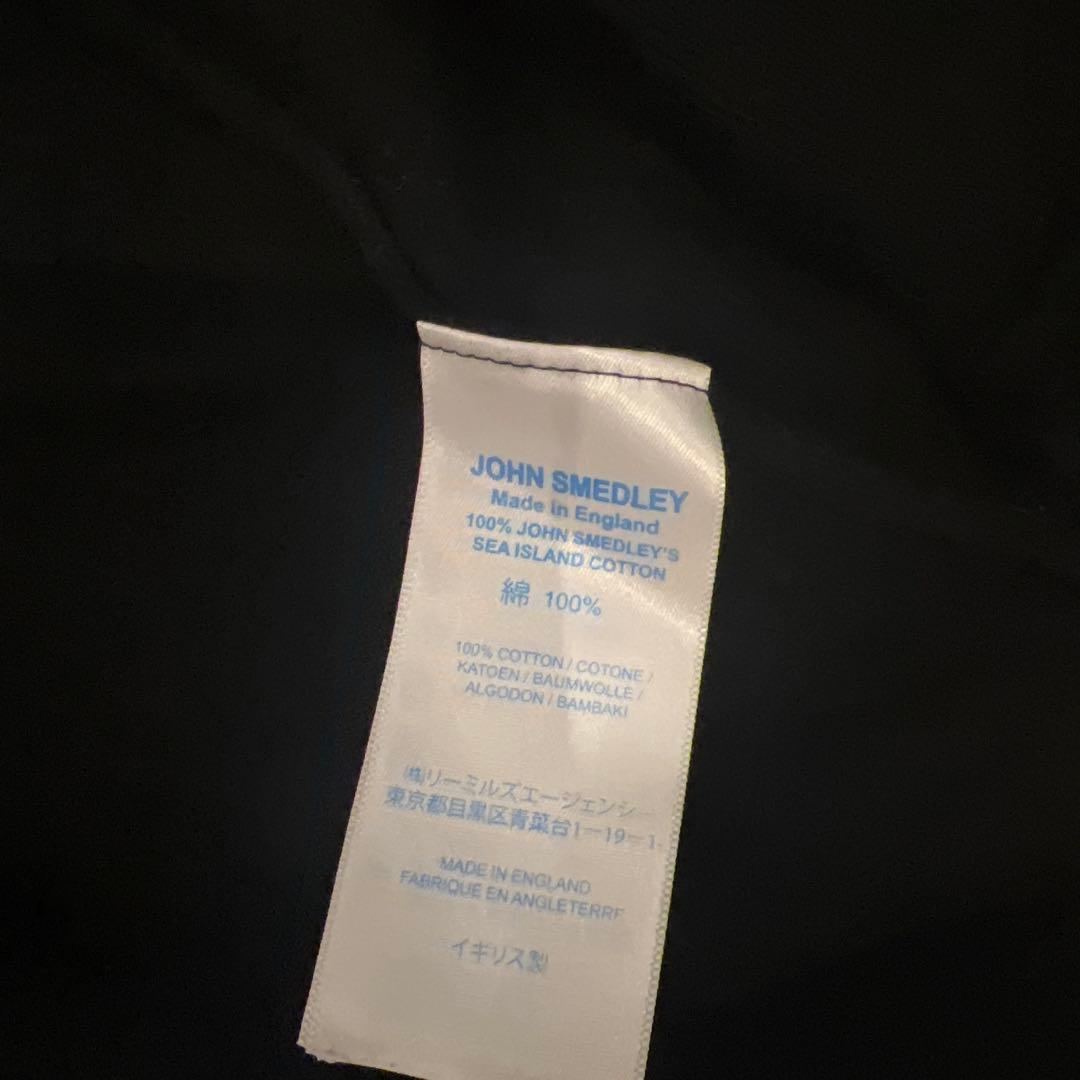 JOHN SMEDLEY
Made in England
100% JOHN SMEDLEY'S
SEA ISLAND COTTON
綿 100%
100% COTTON / COTONE /
KATOEN / BAUMWOLLE /
ALGODON / BAMBAKI
㈱リーミルズエージェンシー
東京都目黒区青葉台1-19-1
MADE IN ENGLAND
FABRIQUE EN ANGLETERRE
イギリス製